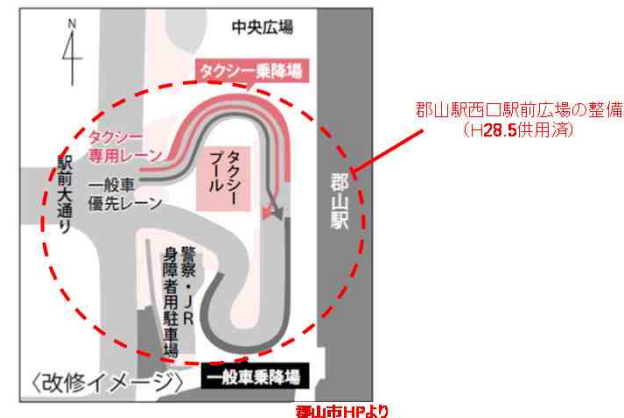 N
中央広場
タクシー乗降場
タクシー
専用レーン
一般車
優先レーン
駅前大通り
タクシー
プール
郡山駅
警察・JR
身障者用駐車場
〈改修イメージ〉
一般車乗降場
郡山駅西口駅前広場の整備
（H28.5供用済）
郡山市HPより